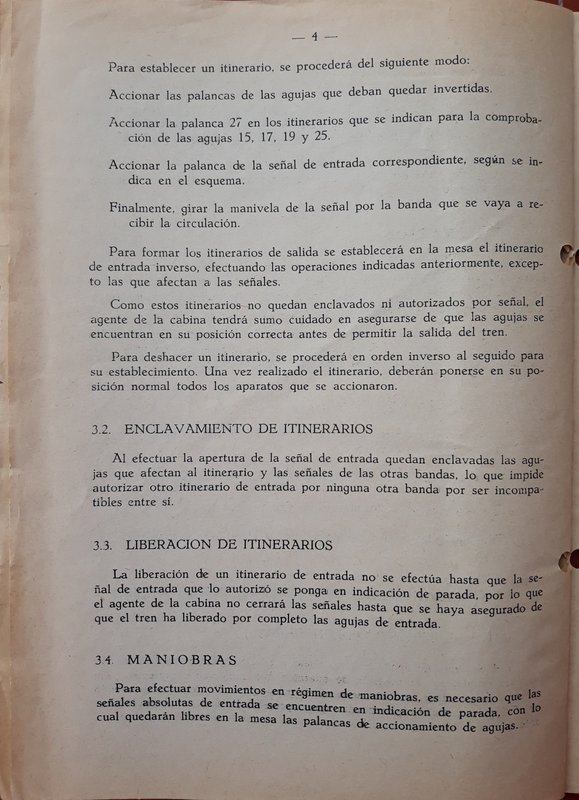 — 4 —
Para establecer un itinerario, se procederá del siguiente modo:
Accionar las palancas de las agujas que deban quedar invertidas.
Accionar la palanca 27 en los itinerarios que se indican para la comproba-
ción de las agujas 15, 17, 19 y 25.
Accionar la palanca de la señal de entrada correspondiente, según se in-
dica en el esquema.
Finalmente, girar la manivela de la señal por la banda que se vaya a re-
cibir la circulación.
Para formar los itinerarios de salida se establecerá en la mesa el itinerario
de entrada inverso, efectuando las operaciones indicadas anteriormente, excep-
to las que afectan a las señales.
Como estos itinerarios no quedan enclavados ni autorizados por señal, el
agente de la cabina tendrá sumo cuidado en asegurarse de que las agujas se
encuentran en su posición correcta antes de permitir la salida del tren.
Para deshacer un itinerario, se procederá en orden inverso al seguido para
su establecimiento. Una vez realizado el itinerario, deberán ponerse en su po-
sición normal todos los aparatos que se accionaron.
3.2. ENCLAVAMIENTO DE ITINERARIOS
Al efectuar la apertura de la señal de entrada quedan enclavadas las agu-
jas que afectan al itinerario y las señales de las otras bandas, lo que impide
autorizar otro itinerario de entrada por ninguna otra banda por ser incompa-
tibles entre sí.
3.3. LIBERACION DE ITINERARIOS
La liberación de un itinerario de entrada no se efectúa hasta que la se-
ñal de entrada que lo autorizó se ponga en indicación de parada, por lo que
el agente de la cabina no cerrará las señales hasta que se haya asegurado de
que el tren ha liberado por completo las agujas de entrada.
3 4. MANIOBRAS
Para efectuar movimientos en régimen de maniobras, es necesario que las
señales absolutas de entrada se encuentren en indicación de parada, con lo
cual quedarán libres en la mesa las palancas de accionamiento de agujas.